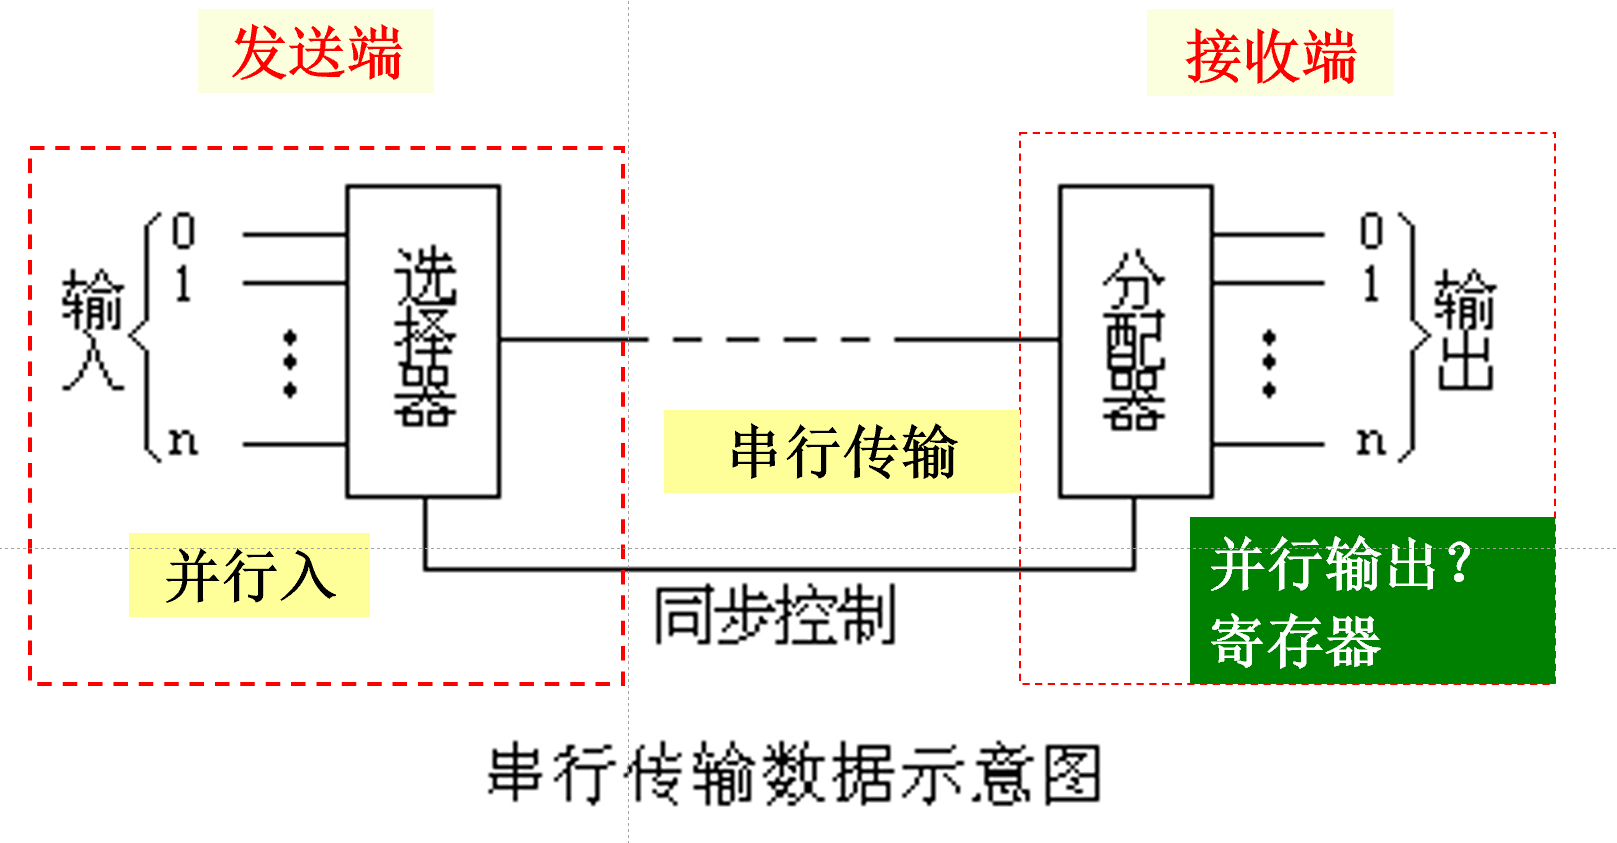 发送端
接收端
输入
0
1
n
选择器
分配器
0
1
n
输出
串行传输
并行入
同步控制
并行输出？
寄存器
串行传输数据示意图